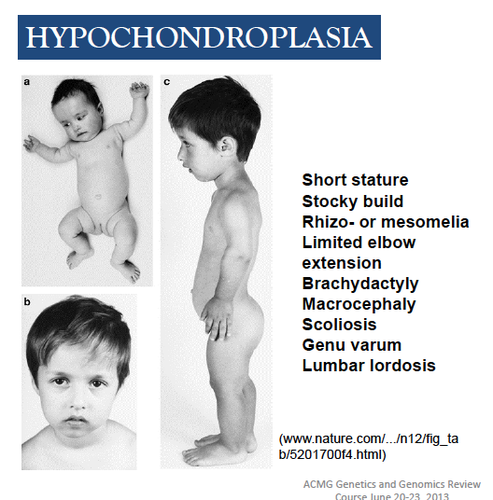 HYPOCHONDROPLASIA
a
c
b
Short stature
Stocky build
Rhizo- or mesomelia
Limited elbow
extension
Brachydactyly
Macrocephaly
Scoliosis
Genu varum
Lumbar lordosis
(www.nature.com/.../n12/fig_ta
b/5201700f4.html)
ACMG Genetics and Genomics Review
Course June 20-23, 2013